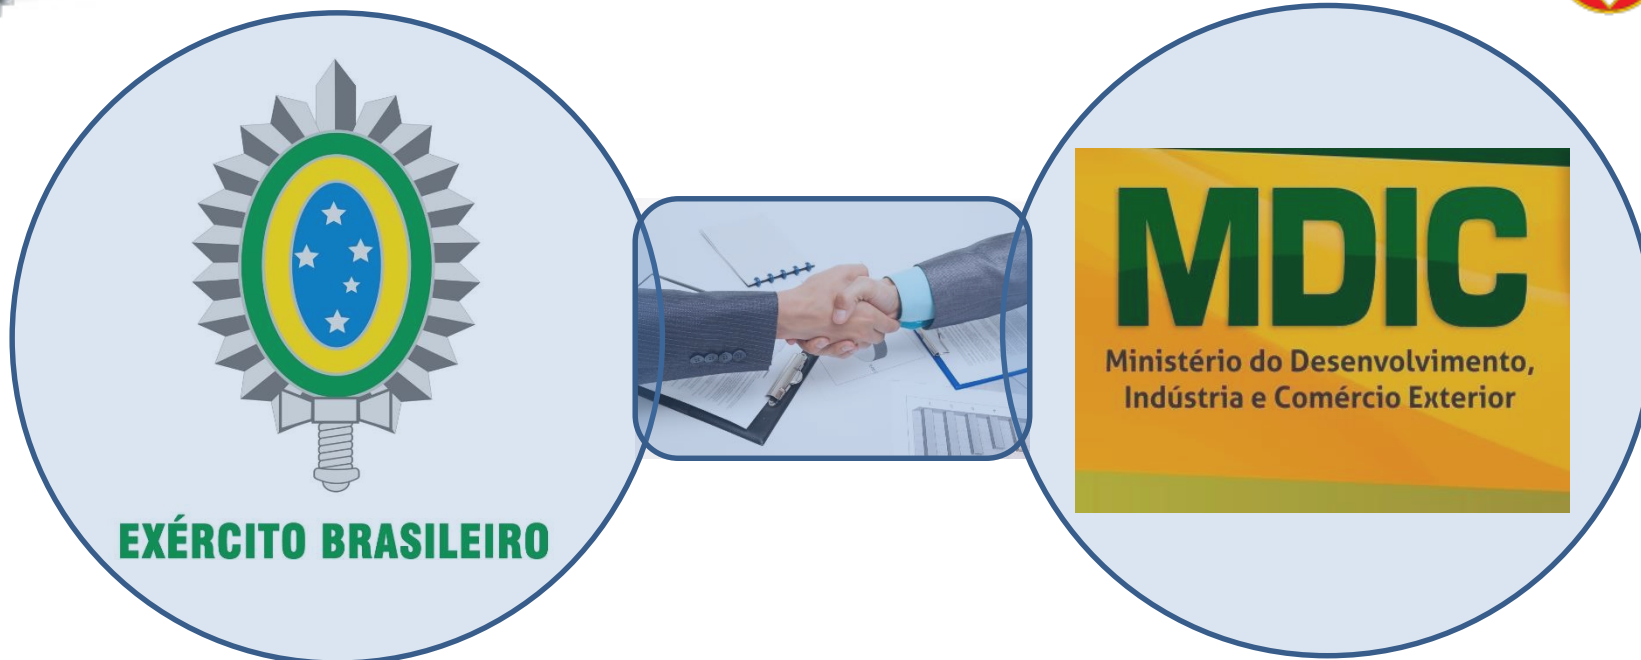 EXÉRCITO BRASILEIRO
MDIC
Ministério do Desenvolvimento,
Indústria e Comércio Exterior